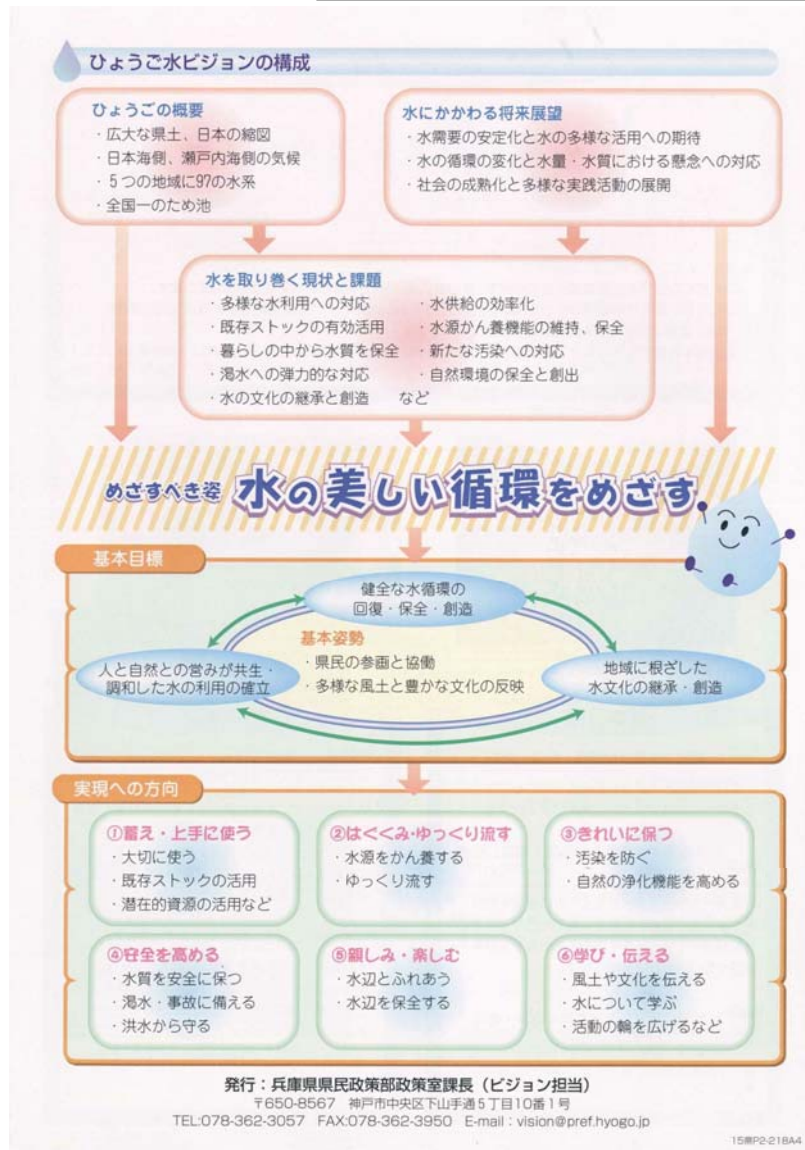 ひょうご水ビジョンの構成
ひょうごの概要
・広大な県土、日本の縮図
・日本海側、瀬戸内海側の気候
・5つの地域に97の水系
・全国一のため池
水にかかわる将来展望
・水需要の安定化と水の多様な活用への期待
・水の循環の変化と水量・水質における懸念への対応
・社会の成熟化と多様な実践活動の展開
水を取り巻く現状と課題
・多様な水利用への対応
・既存ストックの有効活用
・暮らしの中から水質を保全
・渇水への弾力的な対応
・水の文化の継承と創造 など
・水供給の効率化
・水源かん養機能の維持、保全
・新たな汚染への対応
・自然環境の保全と創出
めざすべき姿 水の美しい循環をめざす
基本目標
健全な水循環の
回復・保全・創造
基本姿勢
・県民の参画と協働
・多様な風土と豊かな文化の反映
人と自然との営みが共生・
調和した水の利用の確立
地域に根ざした
水文化の継承・創造
実現への方向
①蓄え・上手に使う
・大切に使う
・既存ストックの活用
・潜在的資源の活用など
②はぐくみ・ゆっくり流す
・水源をかん養する
・ゆっくり流す
③きれいに保つ
・汚染を防ぐ
・自然の浄化機能を高める
④安全を高める
・水質を安全に保つ
・渇水・事故に備える
・洪水から守る
⑤親しみ・楽しむ
・水辺とふれあう
・水辺を保全する
⑥学び・伝える
・風土や文化を伝える
・水について学ぶ
・活動の輪を広げるなど
発行：兵庫県県民政策部政策室課長（ビジョン担当）
〒650-8567 神戸市中央区下山手通5丁目10番1号
TEL:078-362-3057 FAX:078-362-3950 E-mail：vision@pref.hyogo.jp
15県P2-218A4